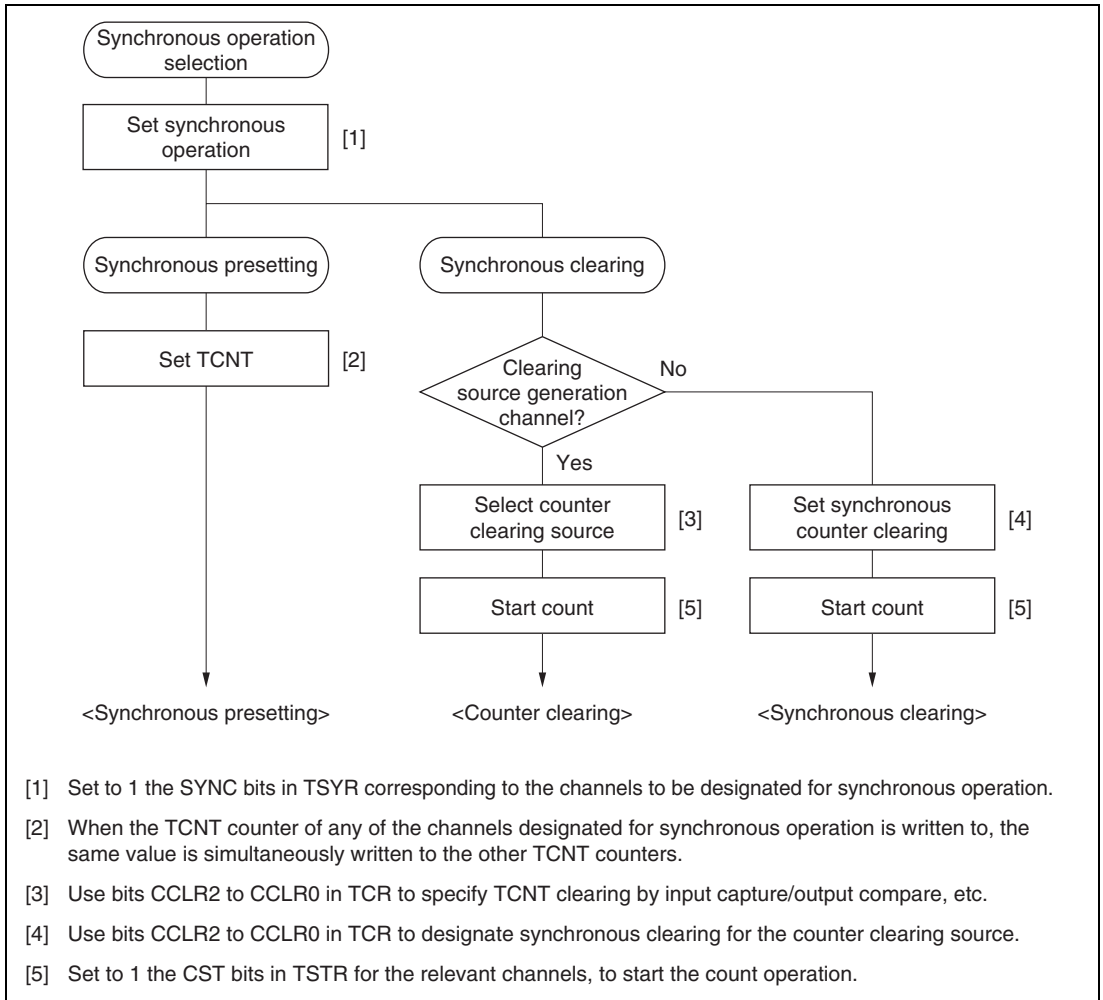 Synchronous operation
selection
Set synchronous
operation
[1]
Synchronous presetting
Synchronous clearing
Set TCNT
[2]
Clearing
source generation
channel?
No
Yes
Select counter
clearing source
[3]
Set synchronous
counter clearing
[4]
Start count
[5]
Start count
[5]
<Synchronous presetting>
<Counter clearing>
<Synchronous clearing>
[1] Set to 1 the SYNC bits in TSYR corresponding to the channels to be designated for synchronous operation.
[2] When the TCNT counter of any of the channels designated for synchronous operation is written to, the
same value is simultaneously written to the other TCNT counters.
[3] Use bits CCLR2 to CCLR0 in TCR to specify TCNT clearing by input capture/output compare, etc.
[4] Use bits CCLR2 to CCLR0 in TCR to designate synchronous clearing for the counter clearing source.
[5] Set to 1 the CST bits in TSTR for the relevant channels, to start the count operation.